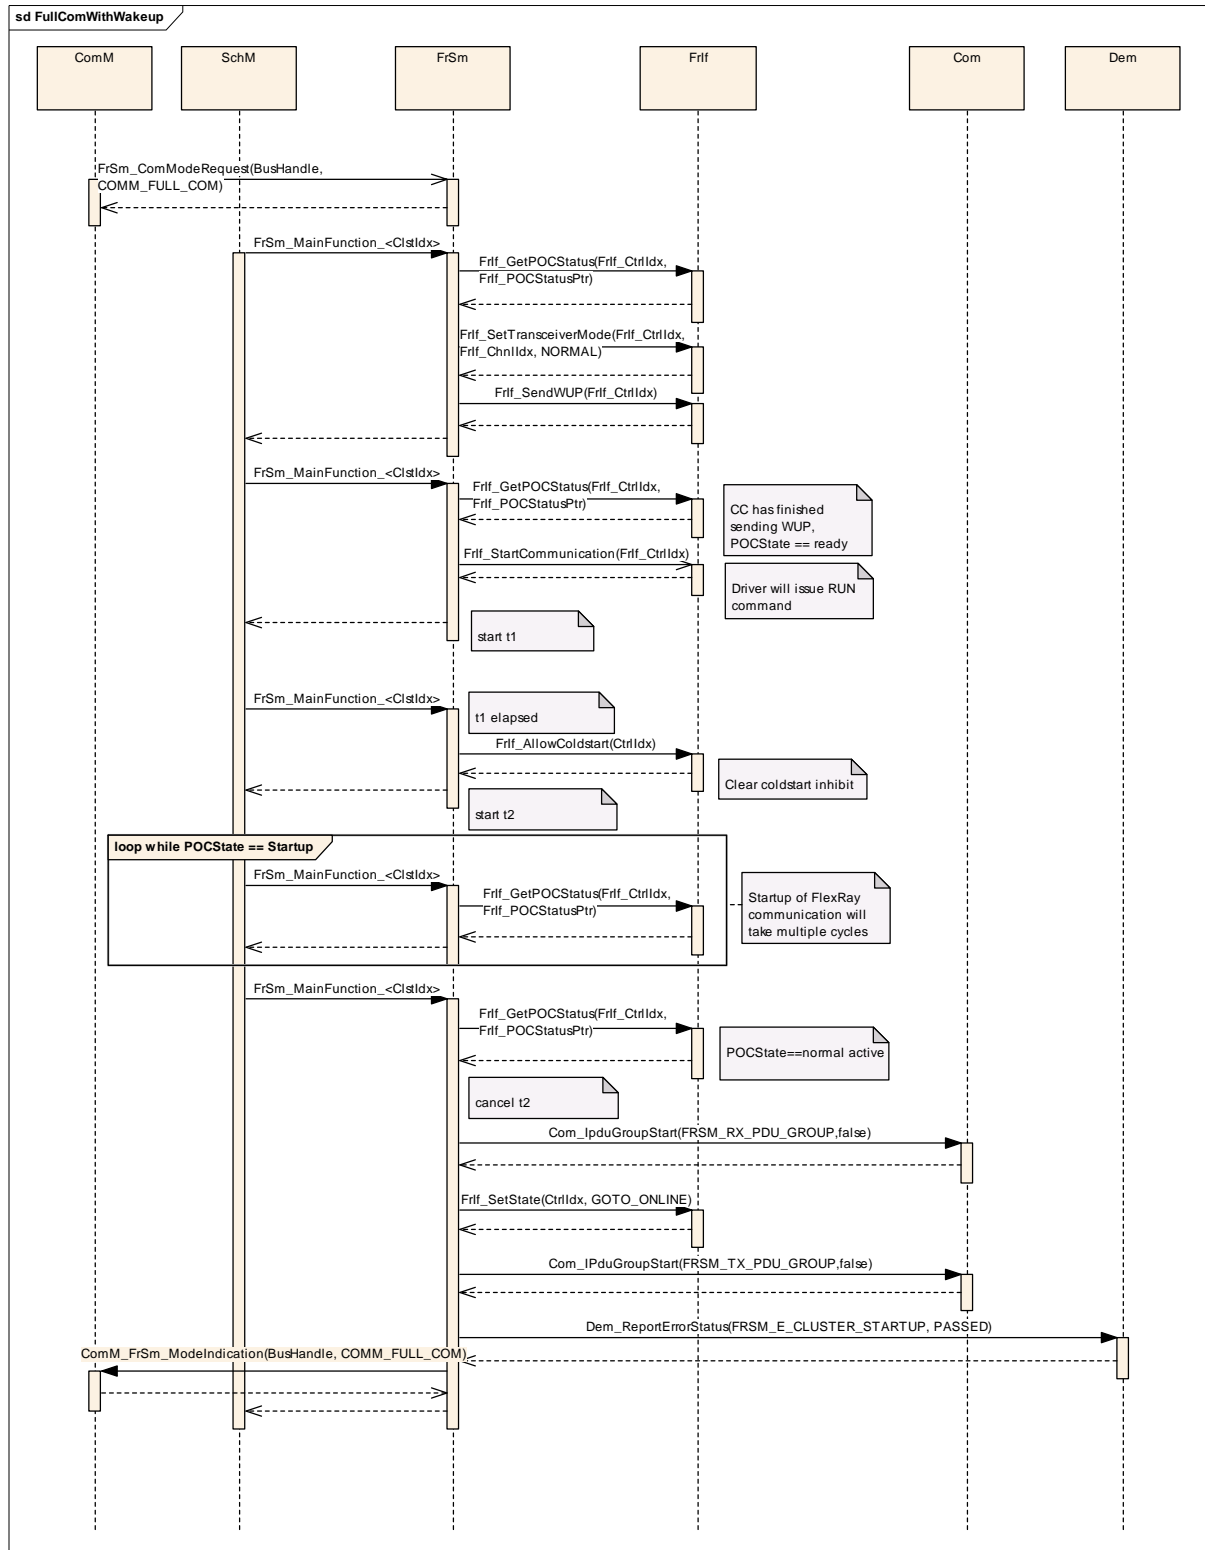 sd FullComWithWakeup
ComM
SchM
FrSm
FrIf
Com
Dem
FrSm_ComModeRequest(BusHandle,
COMM_FULL_COM)
FrSm_MainFunction_<ClstIdx>
FrIf_GetPOCStatus(FrIf_CtrlIdx,
FrIf_POCStatusPtr)
FrIf_SetTransceiverMode(FrIf_CtrlIdx,
FrIf_ChnlIdx, NORMAL)
FrIf_SendWUP(FrIf_CtrlIdx)
FrSm_MainFunction_<ClstIdx>
FrIf_GetPOCStatus(FrIf_CtrlIdx,
FrIf_POCStatusPtr)
CC has finished
sending WUP,
POCState == ready
FrIf_StartCommunication(FrIf_CtrlIdx)
Driver will issue RUN
command
start t1
FrSm_MainFunction_<ClstIdx>
t1 elapsed
FrIf_AllowColdstart(CtrlIdx)
Clear coldstart inhibit
start t2
loop while POCState == Startup
FrSm_MainFunction_<ClstIdx>
FrIf_GetPOCStatus(FrIf_CtrlIdx,
FrIf_POCStatusPtr)
Startup of FlexRay
communication will
take multiple cycles
FrSm_MainFunction_<ClstIdx>
FrIf_GetPOCStatus(FrIf_CtrlIdx,
FrIf_POCStatusPtr)
POCState==normal active
cancel t2
Com_IpduGroupStart(FRSM_RX_PDU_GROUP,false)
FrIf_SetState(CtrlIdx, GOTO_ONLINE)
Com_IPduGroupStart(FRSM_TX_PDU_GROUP,false)
Dem_ReportErrorStatus(FRSM_E_CLUSTER_STARTUP, PASSED)
ComM_FrSm_ModeIndication(BusHandle, COMM_FULL_COM)